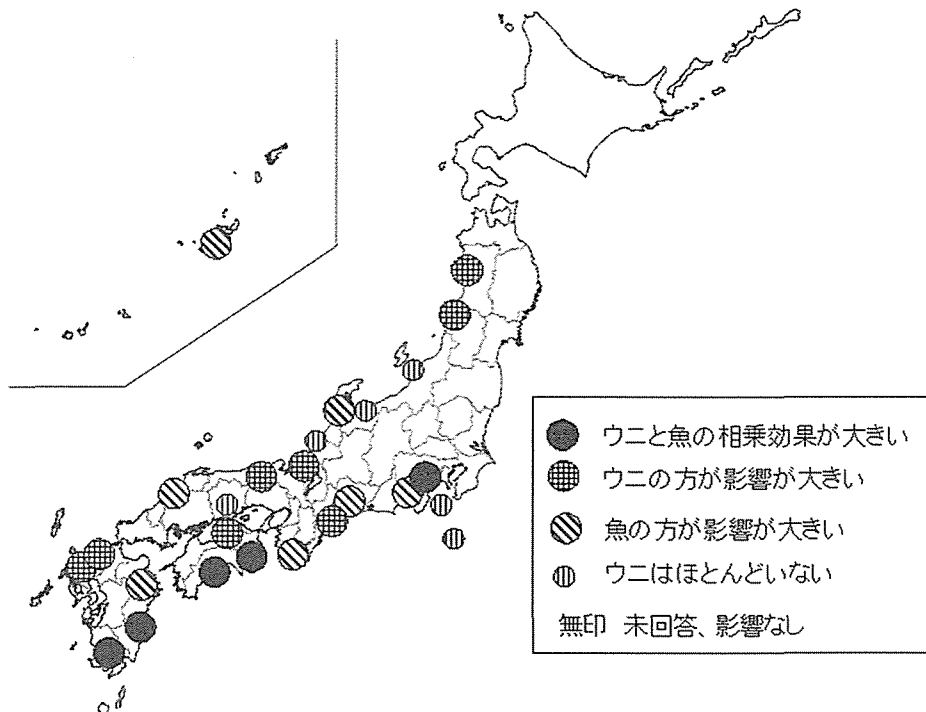 ウニと魚の相乗効果が大きい
ウニの方が影響が大きい
魚の方が影響が大きい
ウニはほとんどいない
無印 未回答、影響なし